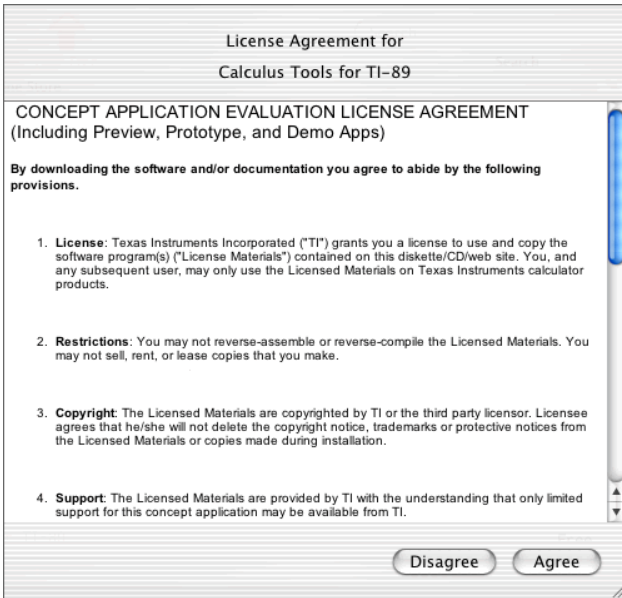 License Agreement for
Calculus Tools for TI-89
CONCEPT APPLICATION EVALUATION LICENSE AGREEMENT
(Including Preview, Prototype, and Demo Apps)
By downloading the software and/or documentation you agree to abide by the following
provisions.
1. License: Texas Instruments Incorporated ("TI") grants you a license to use and copy the
software program(s) ("License Materials") contained on this diskette/CD/web site. You, and
any subsequent user, may only use the Licensed Materials on Texas Instruments calculator
products.
2. Restrictions: You may not reverse-assemble or reverse-compile the Licensed Materials. You
may not sell, rent, or lease copies that you make.
3. Copyright: The Licensed Materials are copyrighted by TI or the third party licensor. Licensee
agrees that he/she will not delete the copyright notice, trademarks or protective notices from
the Licensed Materials or copies made during installation.
4. Support: The Licensed Materials are provided by TI with the understanding that only limited
support for this concept application may be available from TI.
Disagree Agree